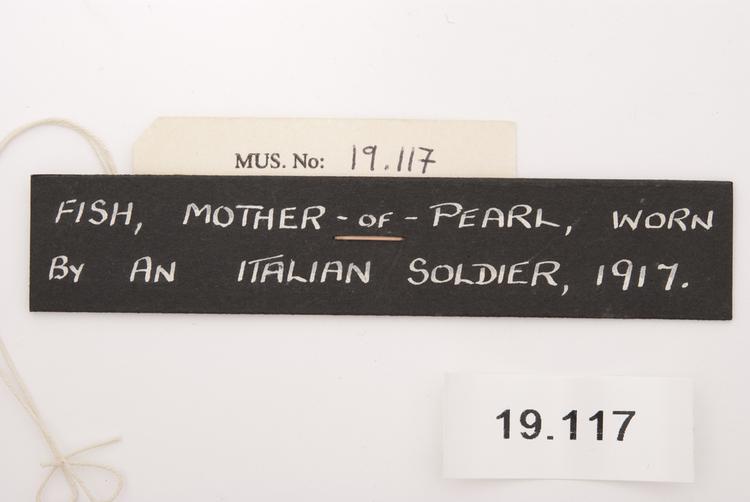 MUS. No: 19.117
FISH, MOTHER-OF-PEARL, WORN
BY AN ITALIAN SOLDIER, 1917.
19.117